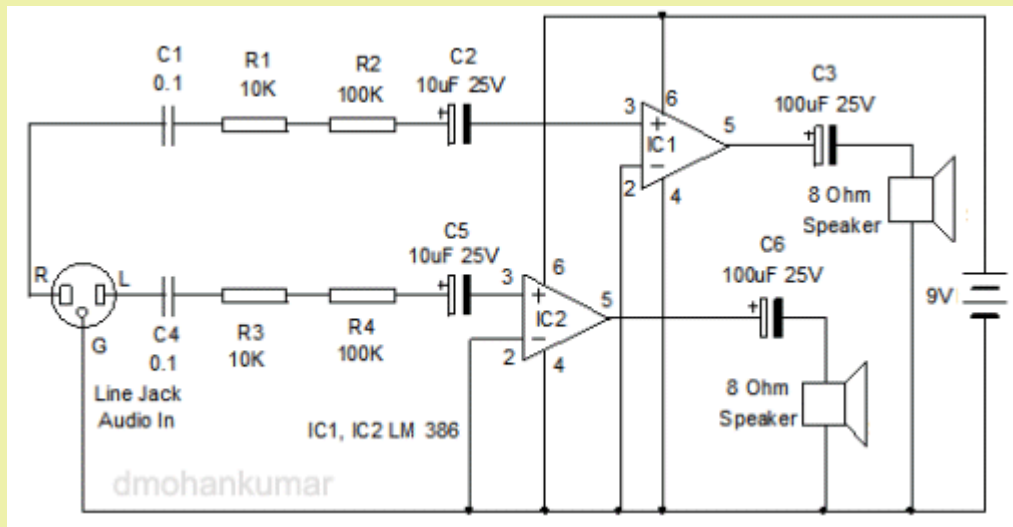 C1
0.1
R1
10K
R2
100K
C2
10uF 25V
+
3
6
+
IC1
−
2
4
5
C3
100uF 25V
+
8 Ohm
Speaker
R
L
G
C4
0.1
R3
10K
R4
100K
C5
10uF 25V
+
3
6
+
IC2
−
2
4
5
C6
100uF 25V
+
8 Ohm
Speaker
9V
Line Jack
Audio In
IC1, IC2 LM 386
dmohankumar